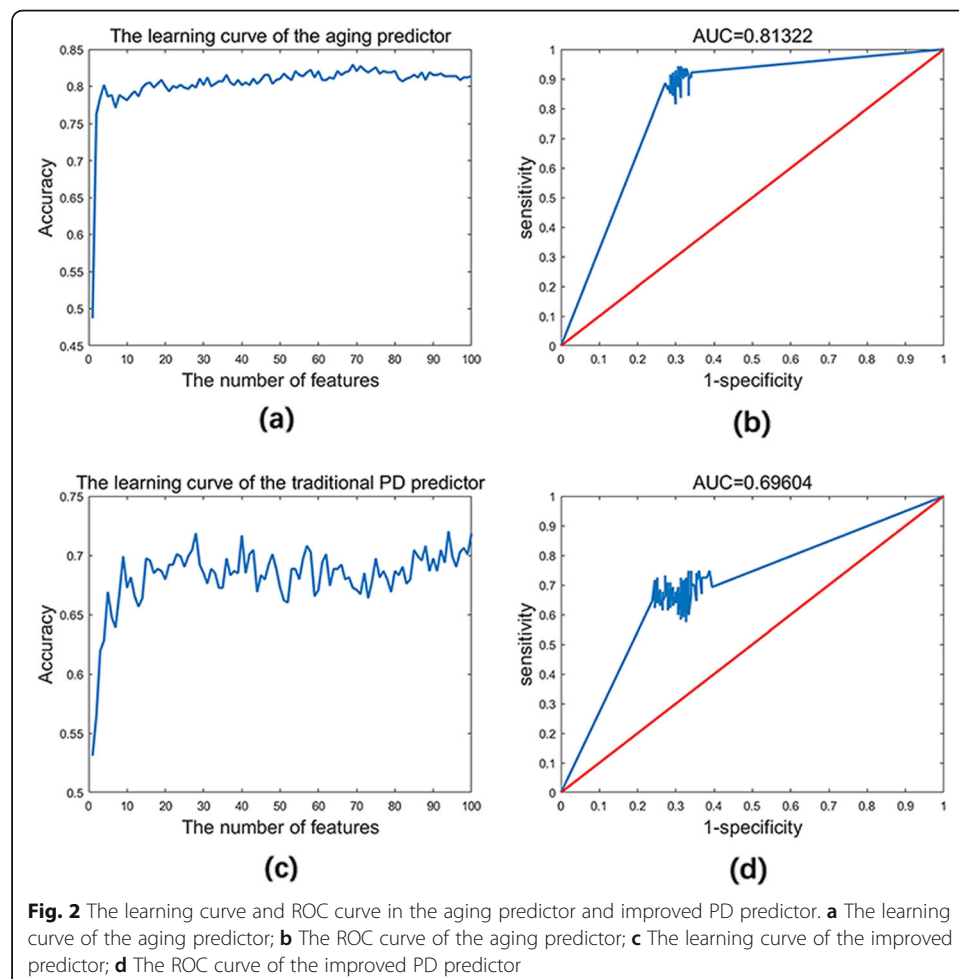 The learning curve of the aging predictor
0.85
0.8
0.75
0.7
0.65
0.6
0.55
0.5
0.45
Accuracy
0 10 20 30 40 50 60 70 80 90 100
The number of features
(a)
AUC=0.81322
1
0.9
0.8
0.7
0.6
0.5
0.4
0.3
0.2
0.1
0
sensitivity
0 0.1 0.2 0.3 0.4 0.5 0.6 0.7 0.8 0.9 1
1-specificity
(b)
The learning curve of the traditional PD predictor
0.75
0.7
0.65
0.6
0.55
0.5
Accuracy
0 10 20 30 40 50 60 70 80 90 100
The number of features
(c)
AUC=0.69604
1
0.9
0.8
0.7
0.6
0.5
0.4
0.3
0.2
0.1
0
sensitivity
0 0.1 0.2 0.3 0.4 0.5 0.6 0.7 0.8 0.9 1
1-specificity
(d)
Fig. 2 The learning curve and ROC curve in the aging predictor and improved PD predictor. a The learning
curve of the aging predictor; b The ROC curve of the aging predictor; c The learning curve of the improved
predictor; d The ROC curve of the improved PD predictor